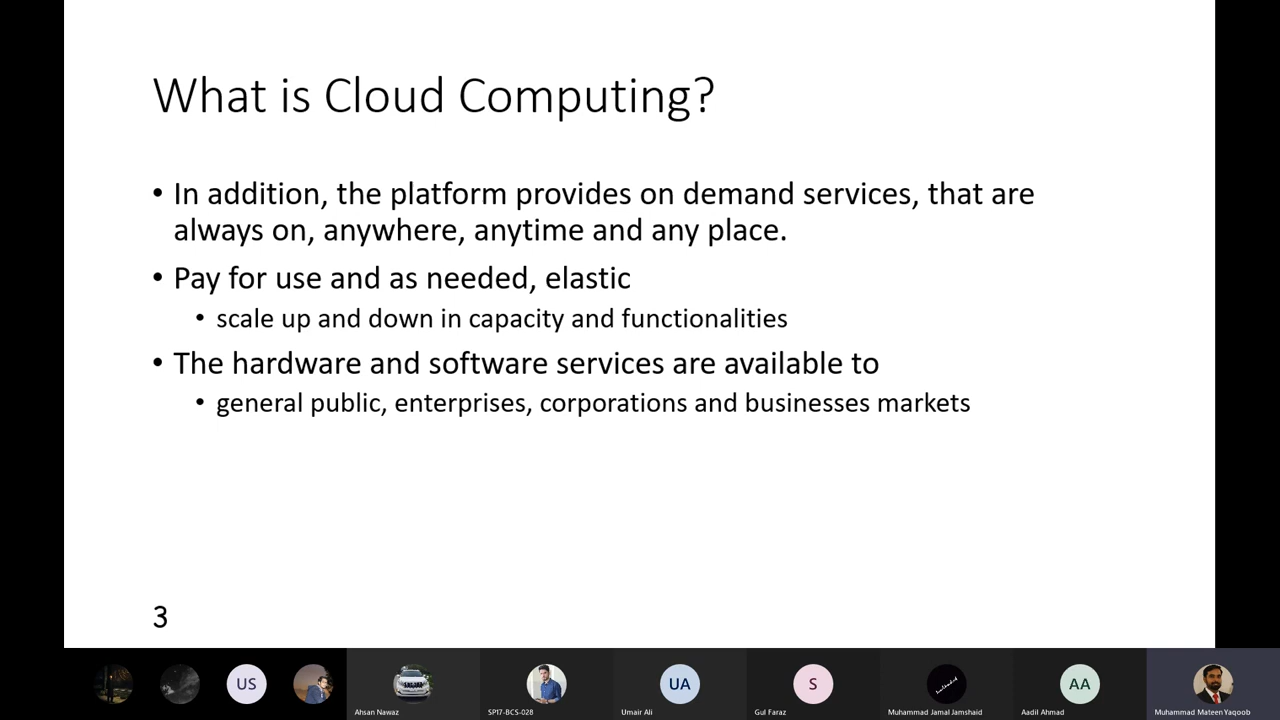 What is Cloud Computing?
• In addition, the platform provides on demand services, that are
always on, anywhere, anytime and any place.
• Pay for use and as needed, elastic
• scale up and down in capacity and functionalities
• The hardware and software services are available to
• general public, enterprises, corporations and businesses markets
3
US
UA
S
AA
Ahsan Nawaz
SP17-BCS-028
Umair Ali
Gul Faraz
Muhammad Jamal Jamshaid
Aadil Ahmad
Muhammad Mateen Yaqoob